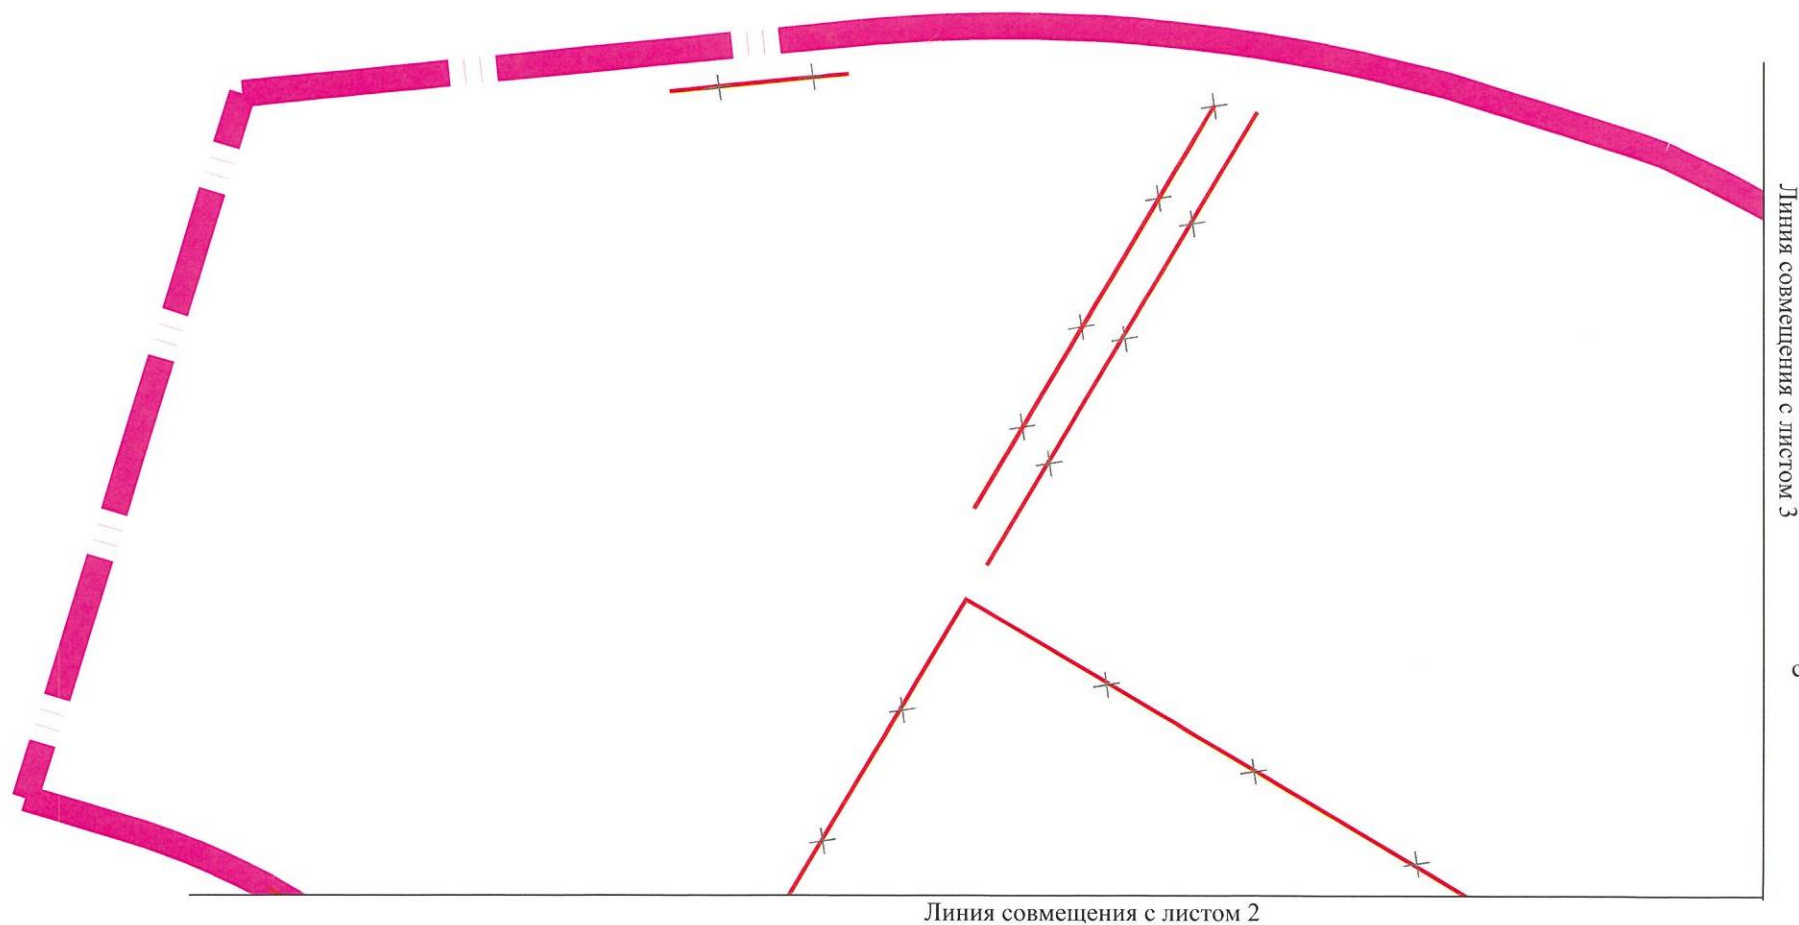 Линия совмещения с листом 3
с
Линия совмещения с листом 2